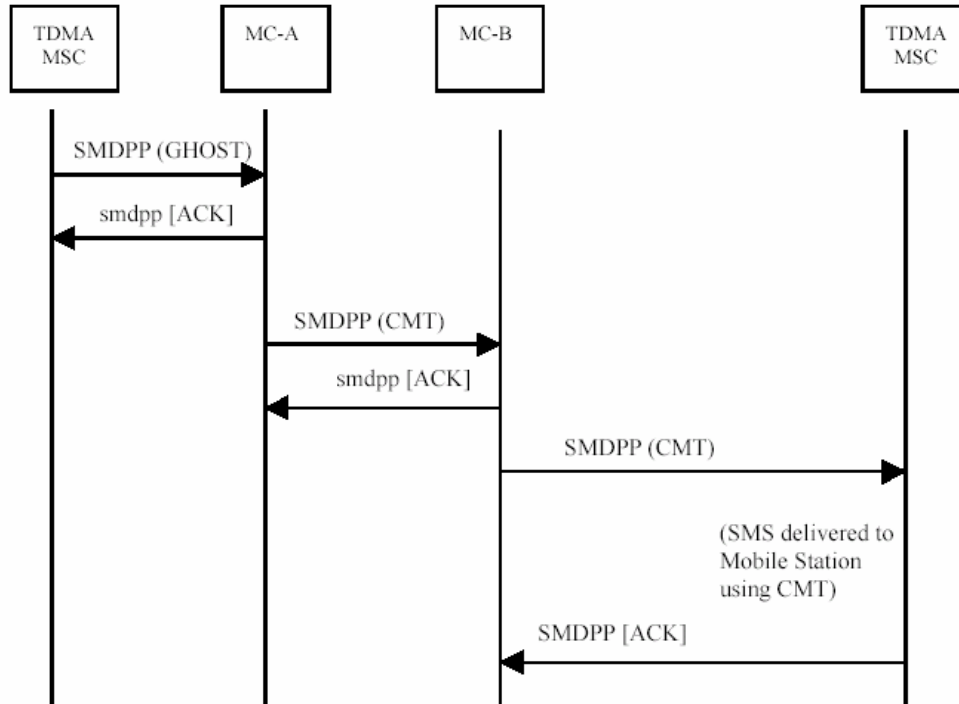 TDMA
MSC
MC-A
MC-B
TDMA
MSC
SMDPP (GHOST)
smdpp [ACK]
SMDPP (CMT)
smdpp [ACK]
SMDPP (CMT)
(SMS delivered to
Mobile Station
using CMT)
SMDPP [ACK]